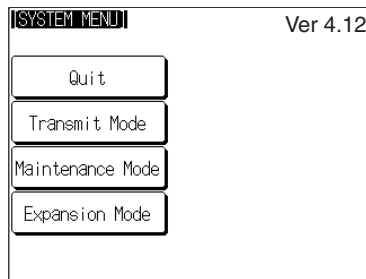 [SYSTEM MENU]
Ver 4.12
Quit
Transmit Mode
Maintenance Mode
Expansion Mode